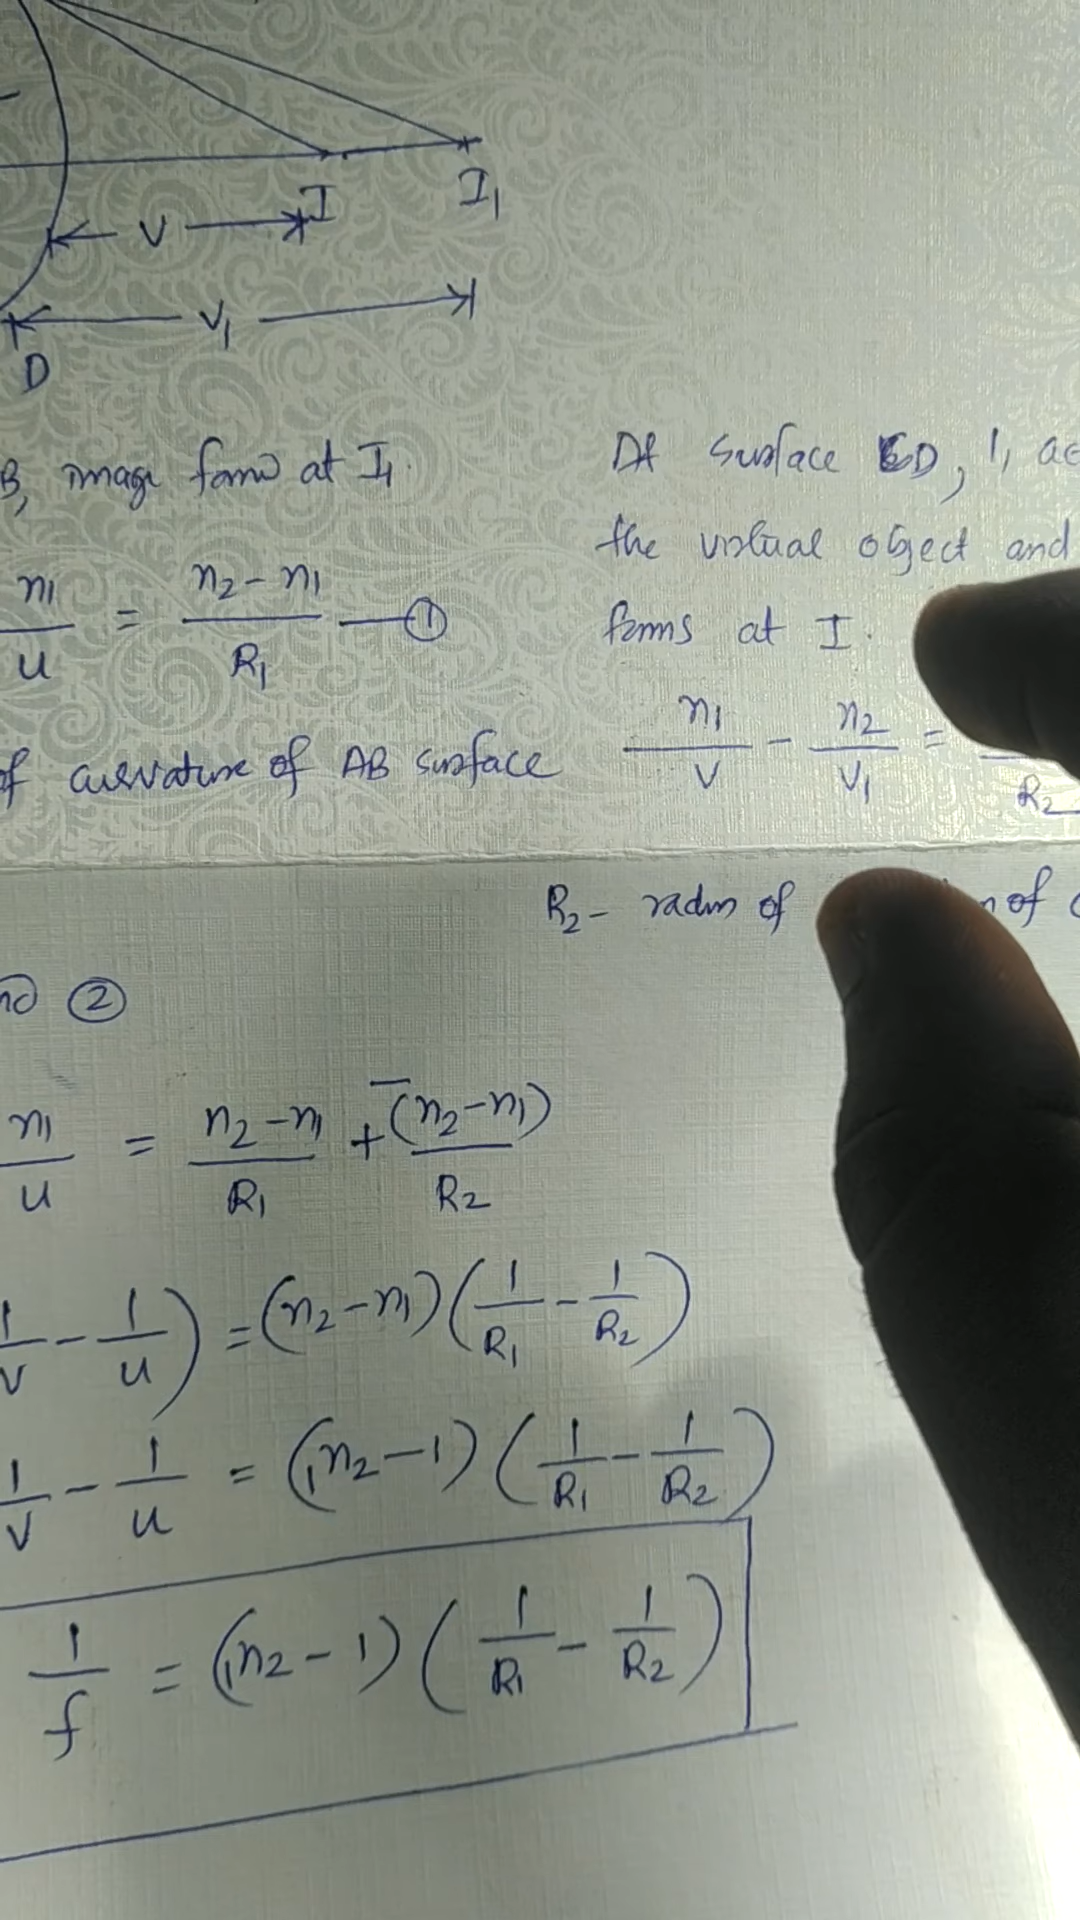 I I₁
V
V₁
D
B, image form at I₁.
n₁/u = (n₂ - n₁)/R₁ — ①
of curvature of AB surface
At surface CD, I₁
the virtual object and
forms at I.
n₁/V - n₂/V₁ =
R₂
R₂ - radius of of
②
n₁/u = (n₂ - n₁)/R₁ + -(n₂ - n₁)/R₂
1/V - 1/u) = (n₂ - n₁)(1/R₁ - 1/R₂)
1/V - 1/u = (₁n₂ - 1)(1/R₁ - 1/R₂)
1/f = (₁n₂ - 1)(1/R₁ - 1/R₂)